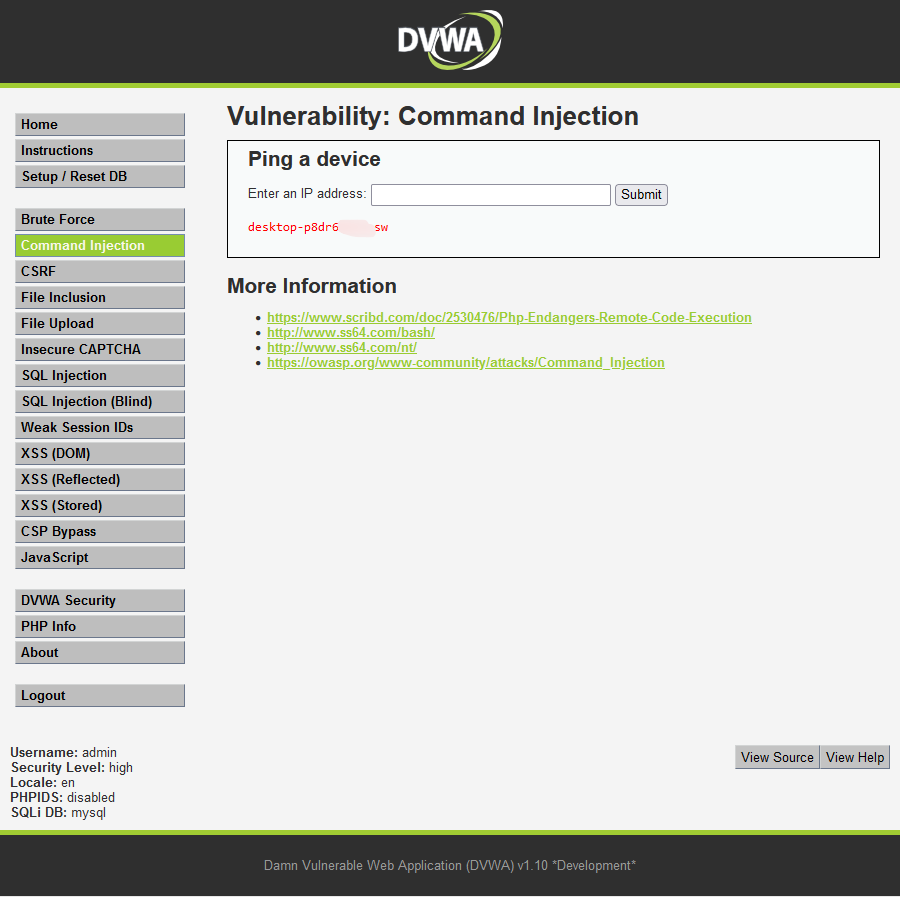 DVWA
Vulnerability: Command Injection
Home
Instructions
Setup / Reset DB
Brute Force
Command Injection
CSRF
File Inclusion
File Upload
Insecure CAPTCHA
SQL Injection
SQL Injection (Blind)
Weak Session IDs
XSS (DOM)
XSS (Reflected)
XSS (Stored)
CSP Bypass
JavaScript
DVWA Security
PHP Info
About
Logout
Ping a device
Enter an IP address: Submit
More Information
https://www.scribd.com/doc/2530476/Php-Endangers-Remote-Code-Execution
http://www.ss64.com/bash/
http://www.ss64.com/nt/
https://owasp.org/www-community/attacks/Command_Injection
Username: admin
Security Level: high
Locale: en
PHPIDS: disabled
SQLi DB: mysql
View Source View Help
Damn Vulnerable Web Application (DVWA) v1.10 *Development*